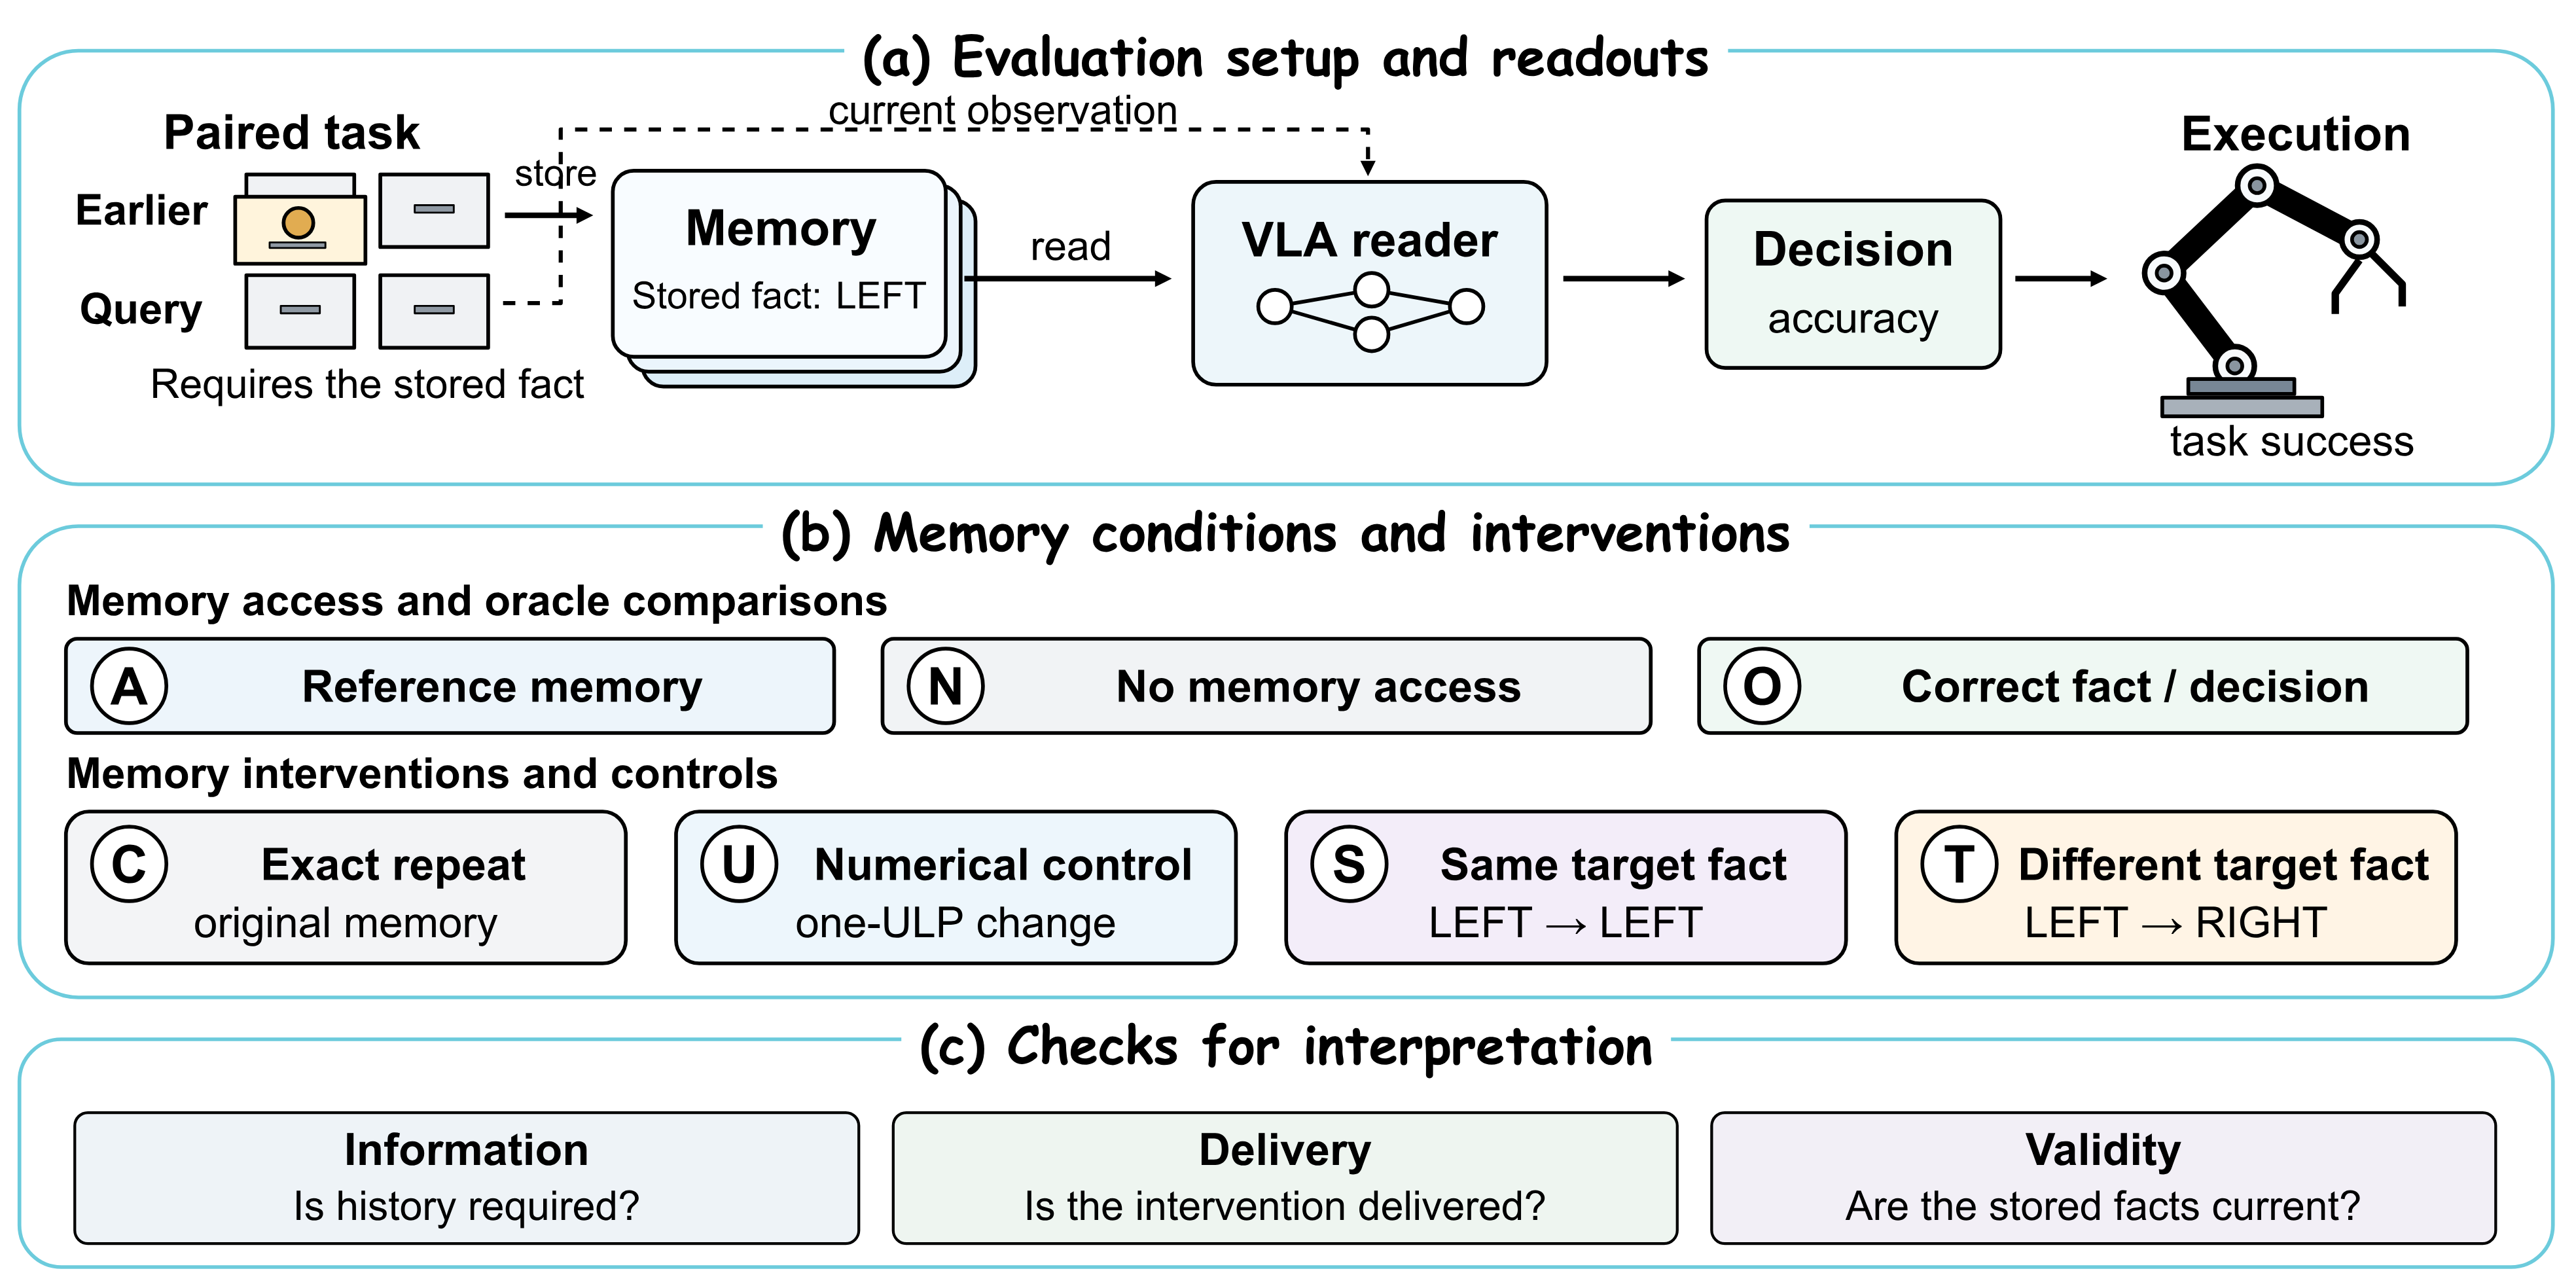 (a) Evaluation setup and readouts
current observation
Paired task
Execution
store
Earlier
Memory
VLA reader
Decision
read
Query
Stored fact: LEFT
accuracy
Requires the stored fact
task success
(b) Memory conditions and interventions
Memory access and oracle comparisons
A Reference memory
N No memory access
O Correct fact / decision
Memory interventions and controls
C Exact repeat
original memory
U Numerical control
one-ULP change
S Same target fact
LEFT → LEFT
T Different target fact
LEFT → RIGHT
(c) Checks for interpretation
Information
Is history required?
Delivery
Is the intervention delivered?
Validity
Are the stored facts current?